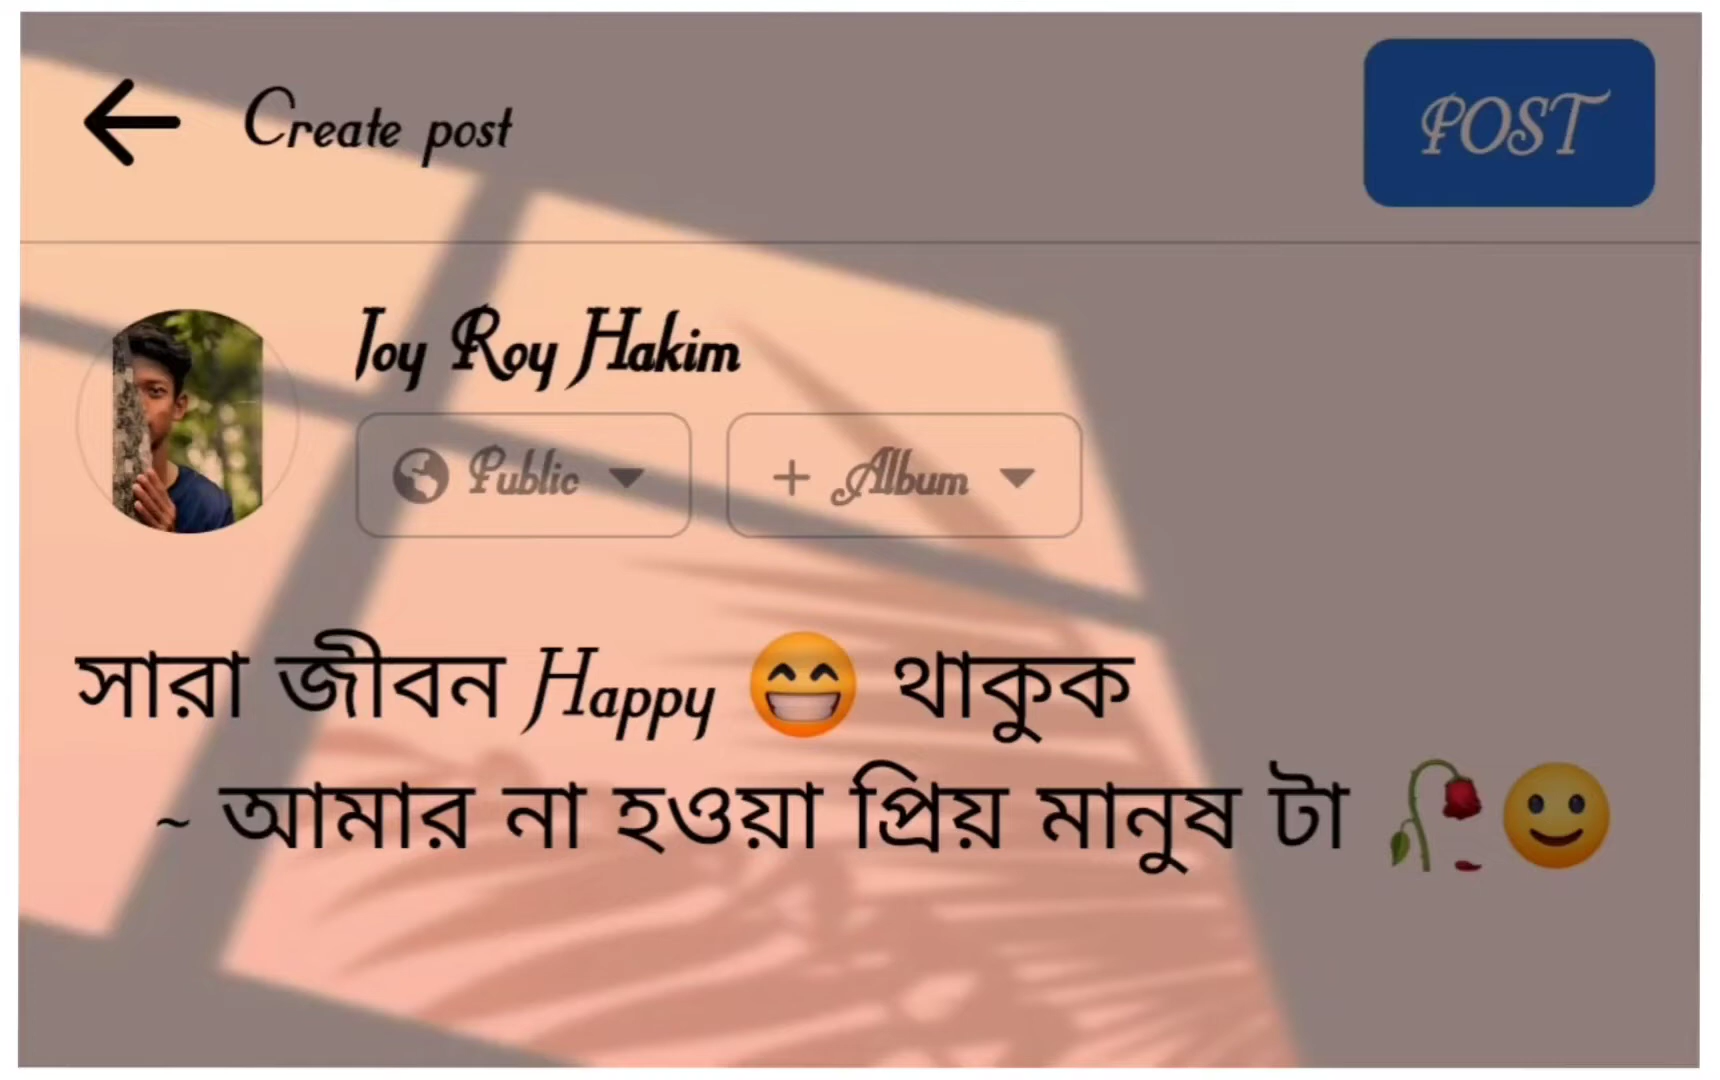 ← Create post
POST
Joy Roy Hakim
Public
+ Album
সারা জীবন Happy 😁 থাকুক
~ আমার না হওয়া প্রিয় মানুষ টা 🥀🙂